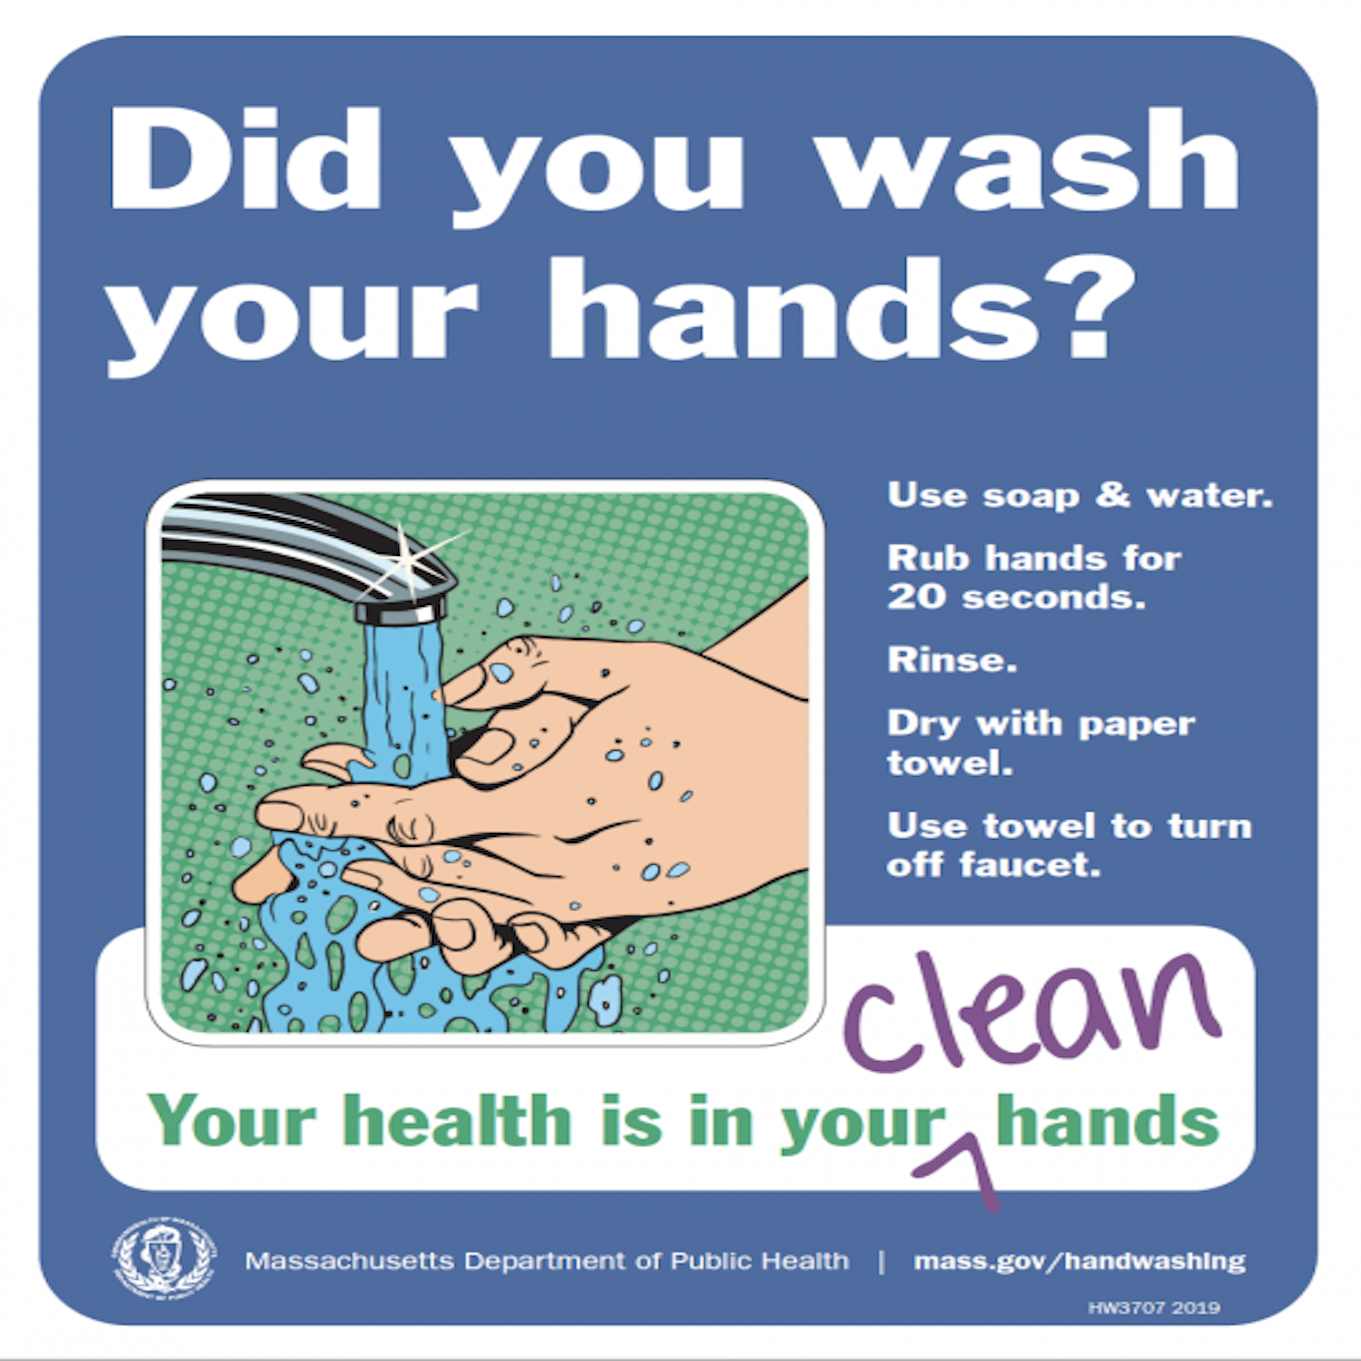 Did you wash
your hands?
Use soap & water.
Rub hands for
20 seconds.
Rinse.
Dry with paper
towel.
Use towel to turn
off faucet.
clean
Your health is in your hands
Massachusetts Department of Public Health | mass.gov/handwashing
HW3707 2019